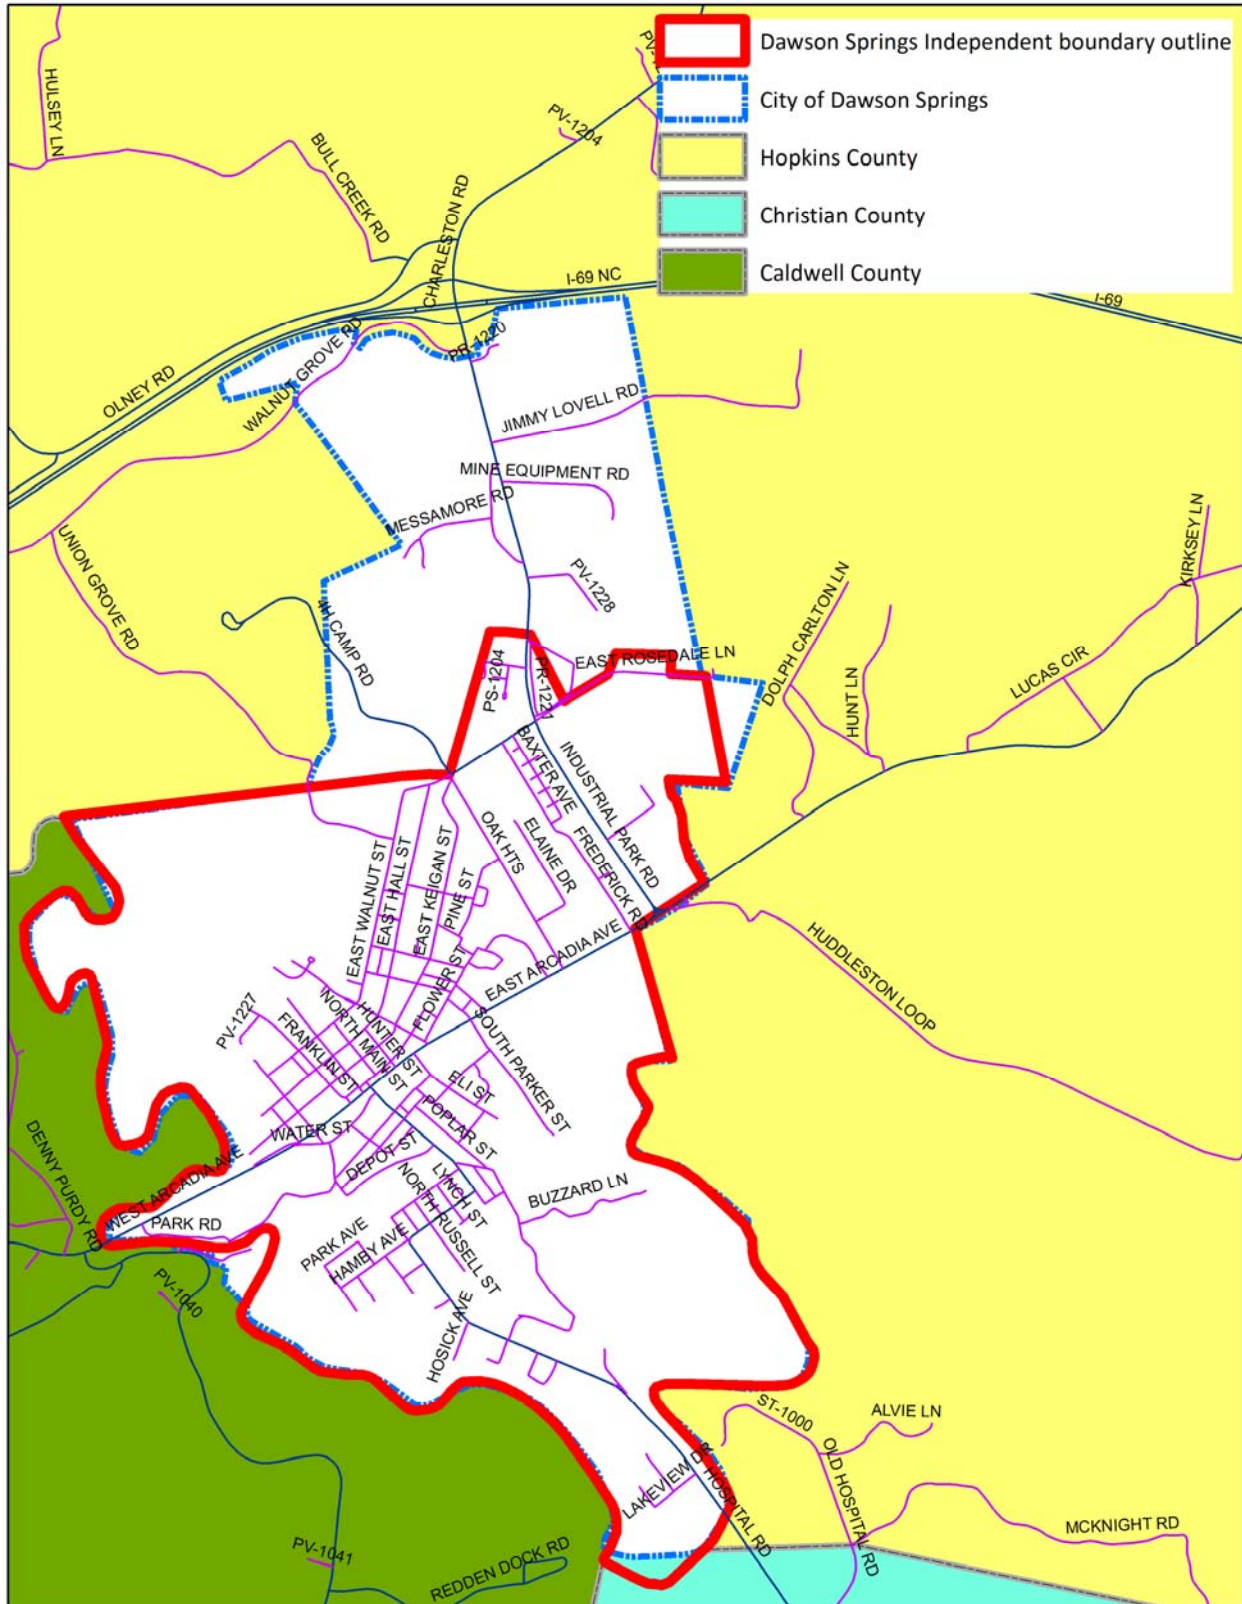 Dawson Springs Independent boundary outline
City of Dawson Springs
Hopkins County
Christian County
Caldwell County
HULSEY LN
BULL CREEK RD
PV-1204
CHARLESTON RD
I-69 NC
I-69
OLNEY RD
WALNUT GROVE RD
PR-1220
JIMMY LOVELL RD
MINE EQUIPMENT RD
MESSAMORE RD
UNION GROVE RD
4H CAMP RD
PV-1228
KIRKSEY LN
DOLPH CARLTON LN
HUNT LN
LUCAS CIR
EAST ROSEDALE LN
PS-1204
PR-1221
BAXTER AVE
INDUSTRIAL PARK RD
OAK HTS
ELAINE DR
FREDERICK RD
EAST WALNUT ST
EAST HALL ST
EAST KEIGAN ST
PINE ST
FLOWER ST
EAST ARCADIA AVE
HUDDLESTON LOOP
PV-1227
FRANKLIN ST
NORTH MAIN ST
HUNTER ST
SOUTH PARKER ST
ELI ST
POPLAR ST
WATER ST
DEPOT ST
DENNY PURDY RD
WEST ARCADIA AVE
PARK RD
LYNCH ST
NORTH RUSSELL ST
BUZZARD LN
PARK AVE
HAMBY AVE
PV-1040
HOSICK AVE
ST-1000
ALVIE LN
OLD HOSPITAL RD
LAKEVIEW DR
HOSPITAL RD
MCKNIGHT RD
PV-1041
REDDEN DOCK RD